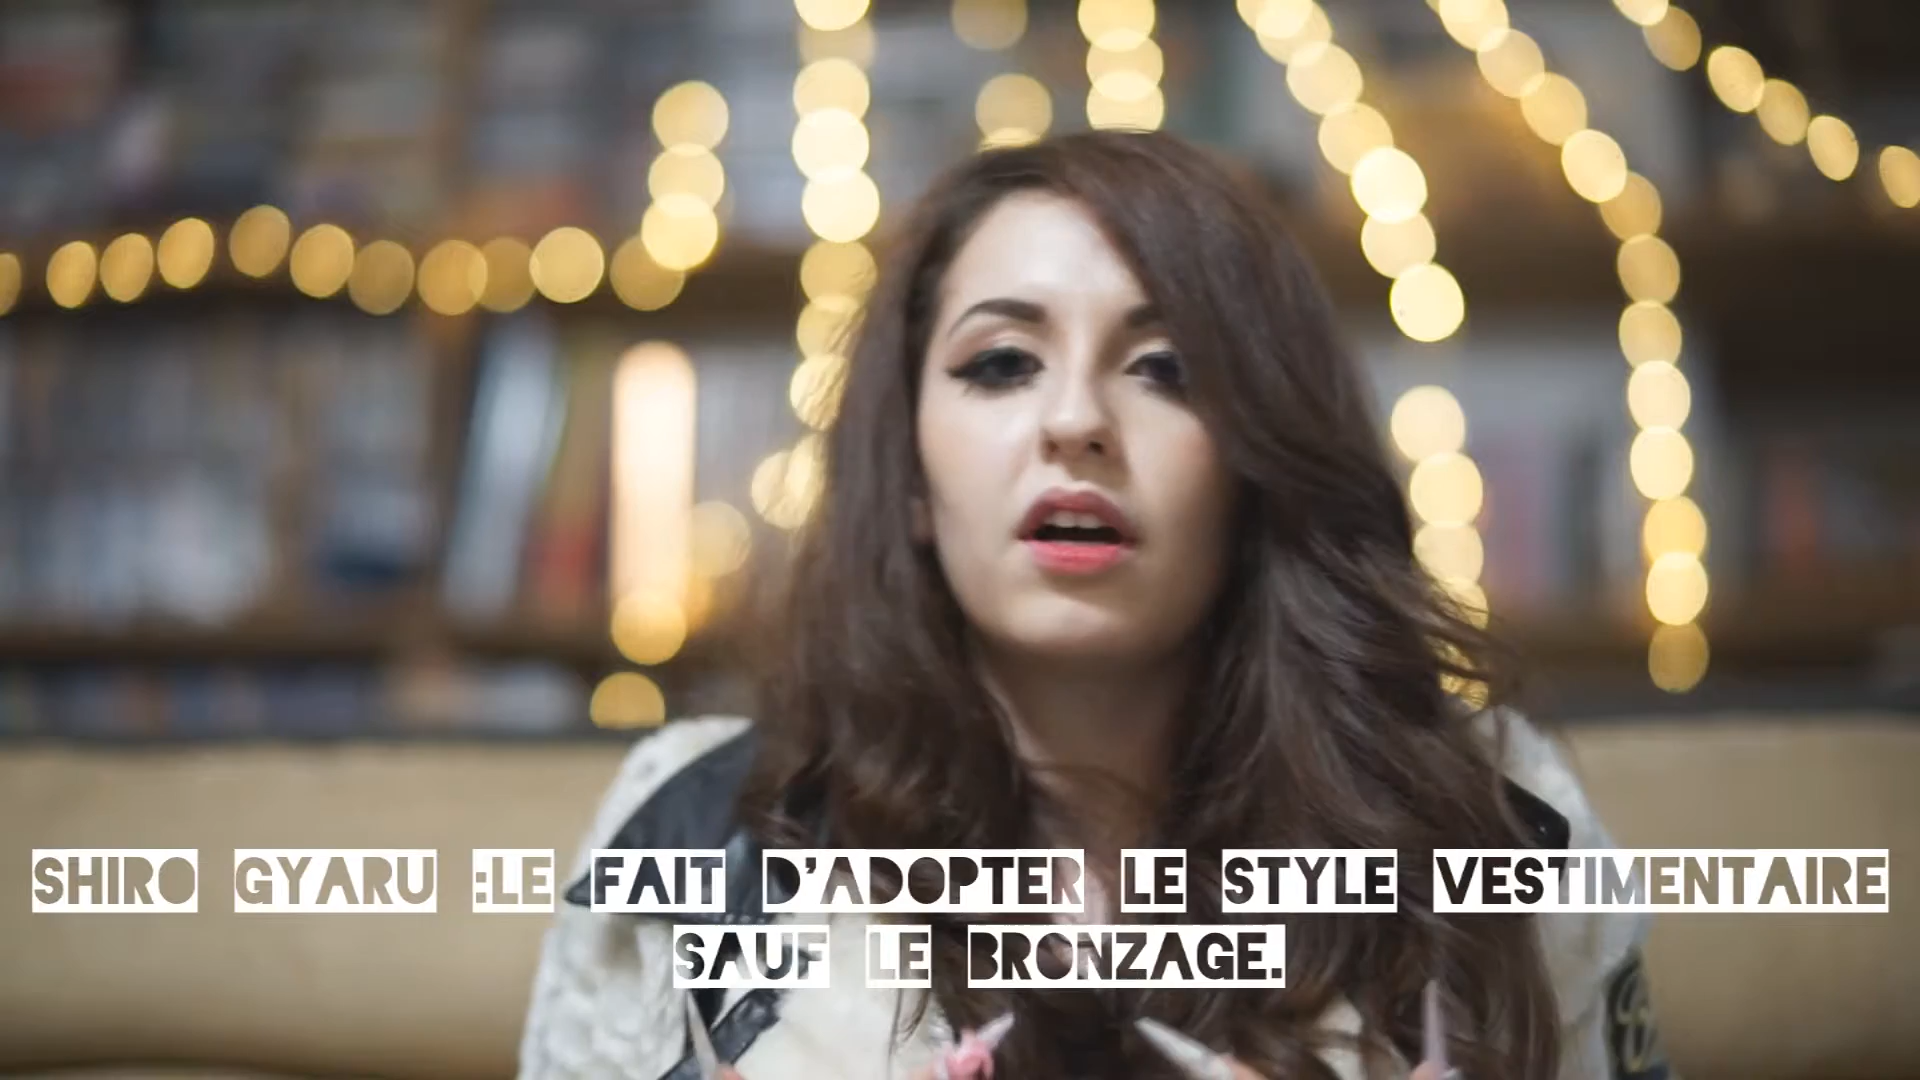 SHIRO GYARU :LE FAIT D'ADOPTER LE STYLE VESTIMENTAIRE
SAUF LE BRONZAGE.